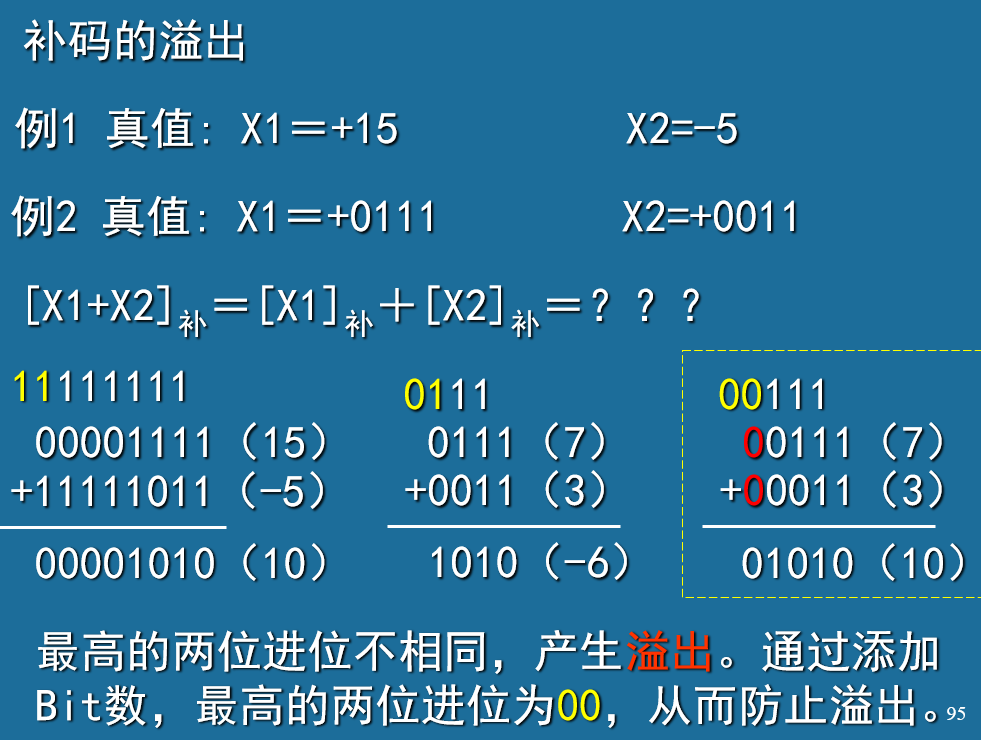 补码的溢出
例1 真值: X1＝+15 X2=-5
例2 真值: X1＝+0111 X2=+0011
[X1+X2]补＝[X1]补＋[X2]补＝? ? ?
11111111 0111 00111
00001111（15） 0111（7） 00111（7）
+11111011（-5） +0011（3） +00011（3）
00001010（10） 1010（-6） 01010（10）
最高的两位进位不相同，产生溢出。通过添加
Bit数，最高的两位进位为00，从而防止溢出。
95